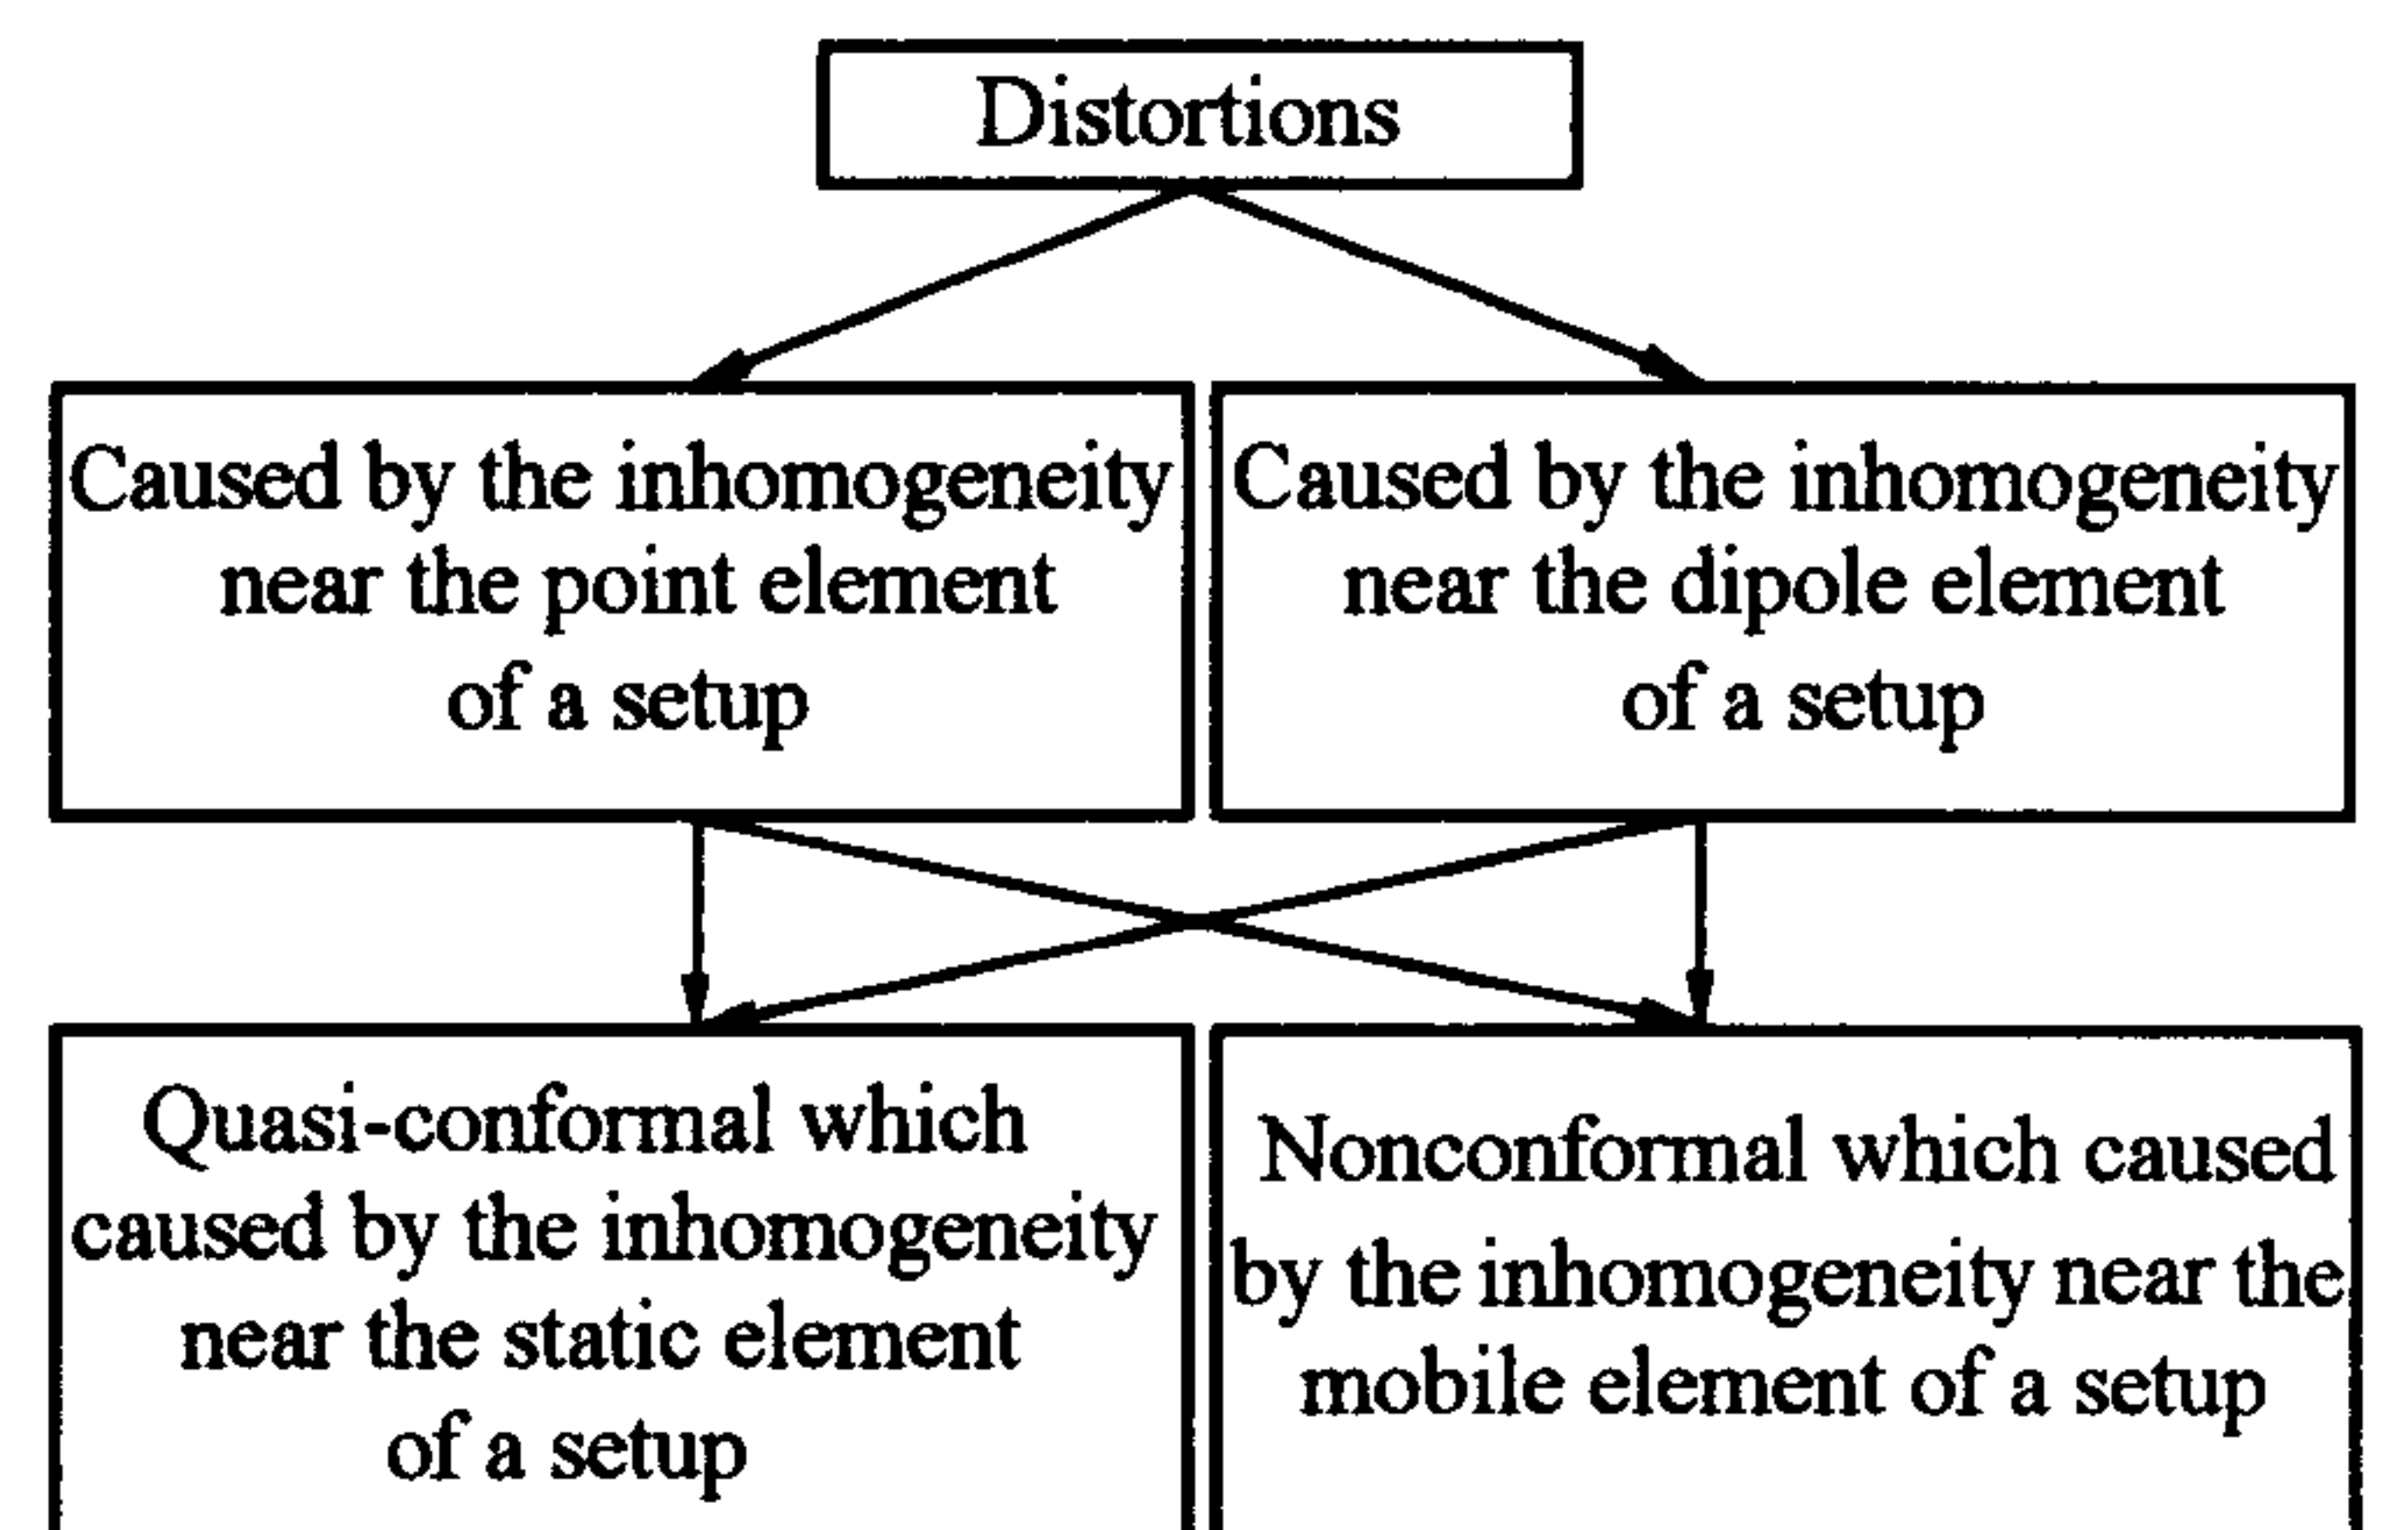 Distortions
Caused by the inhomogeneity
near the point element
of a setup
Caused by the inhomogeneity
near the dipole element
of a setup
Quasi-conformal which
caused by the inhomogeneity
near the static element
of a setup
Nonconformal which caused
by the inhomogeneity near the
mobile element of a setup